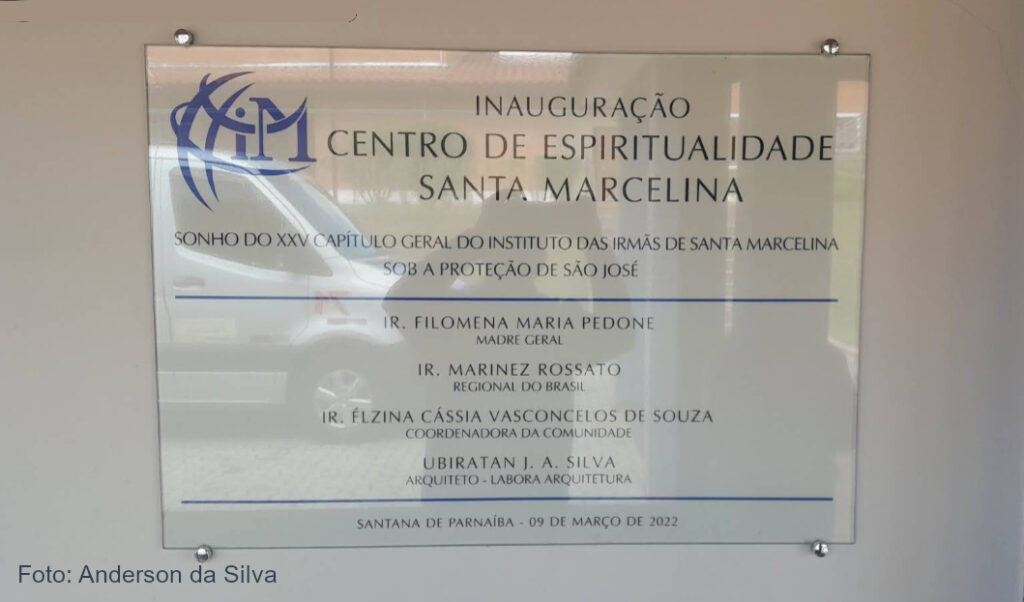 XXIM
INAUGURAÇÃO
CENTRO DE ESPIRITUALIDADE
SANTA MARCELINA
SONHO DO XXV CAPÍTULO GERAL DO INSTITUTO DAS IRMÃS DE SANTA MARCELINA
SOB A PROTEÇÃO DE SÃO JOSÉ
IR. FILOMENA MARIA PEDONE
MADRE GERAL
IR. MARINEZ ROSSATO
REGIONAL DO BRASIL
IR. ÉLZINA CÁSSIA VASCONCELOS DE SOUZA
COORDENADORA DA COMUNIDADE
UBIRATAN J. A. SILVA
ARQUITETO - LABORA ARQUITETURA
SANTANA DE PARNAÍBA - 09 DE MARÇO DE 2022
Foto: Anderson da Silva